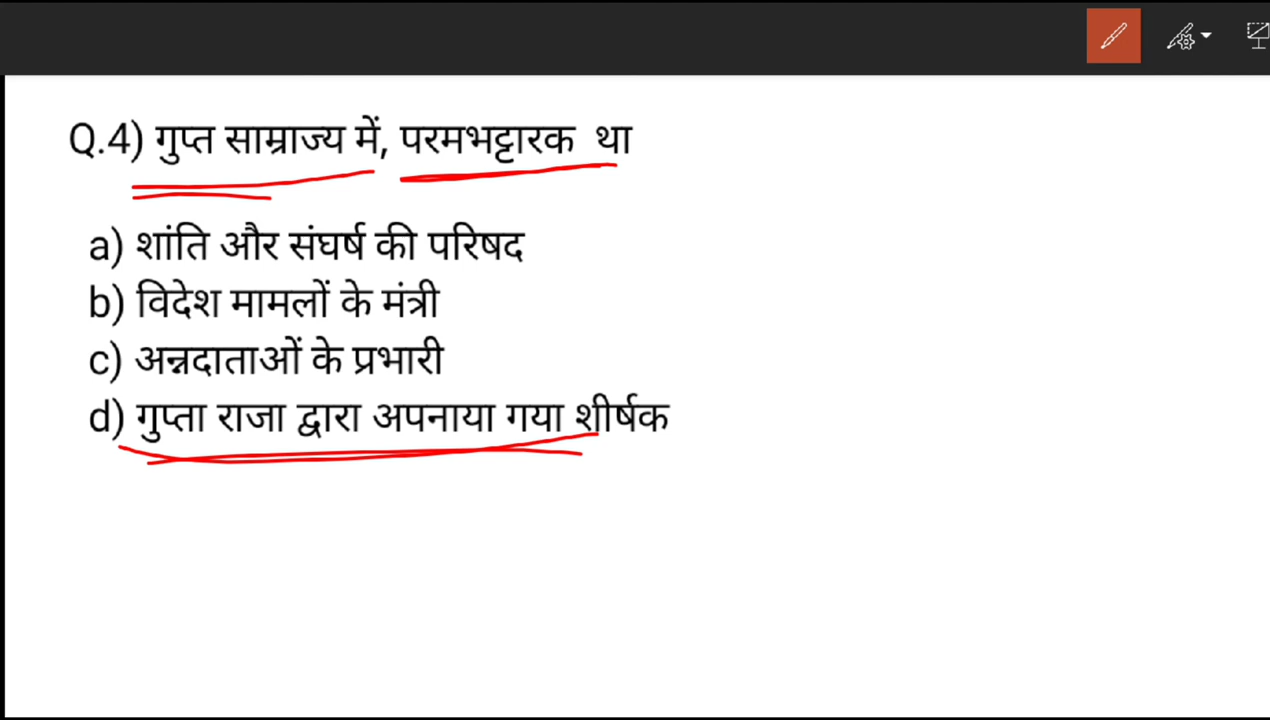 Q.4) गुप्त साम्राज्य में, परमभट्टारक था
a) शांति और संघर्ष की परिषद
b) विदेश मामलों के मंत्री
c) अन्नदाताओं के प्रभारी
d) गुप्ता राजा द्वारा अपनाया गया शीर्षक